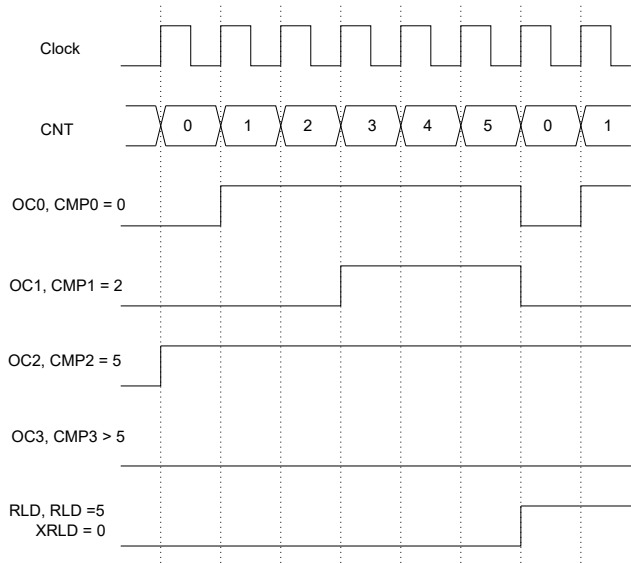 Clock
CNT
0 1 2 3 4 5 0 1
OC0, CMP0 = 0
OC1, CMP1 = 2
OC2, CMP2 = 5
OC3, CMP3 > 5
RLD, RLD =5
XRLD = 0